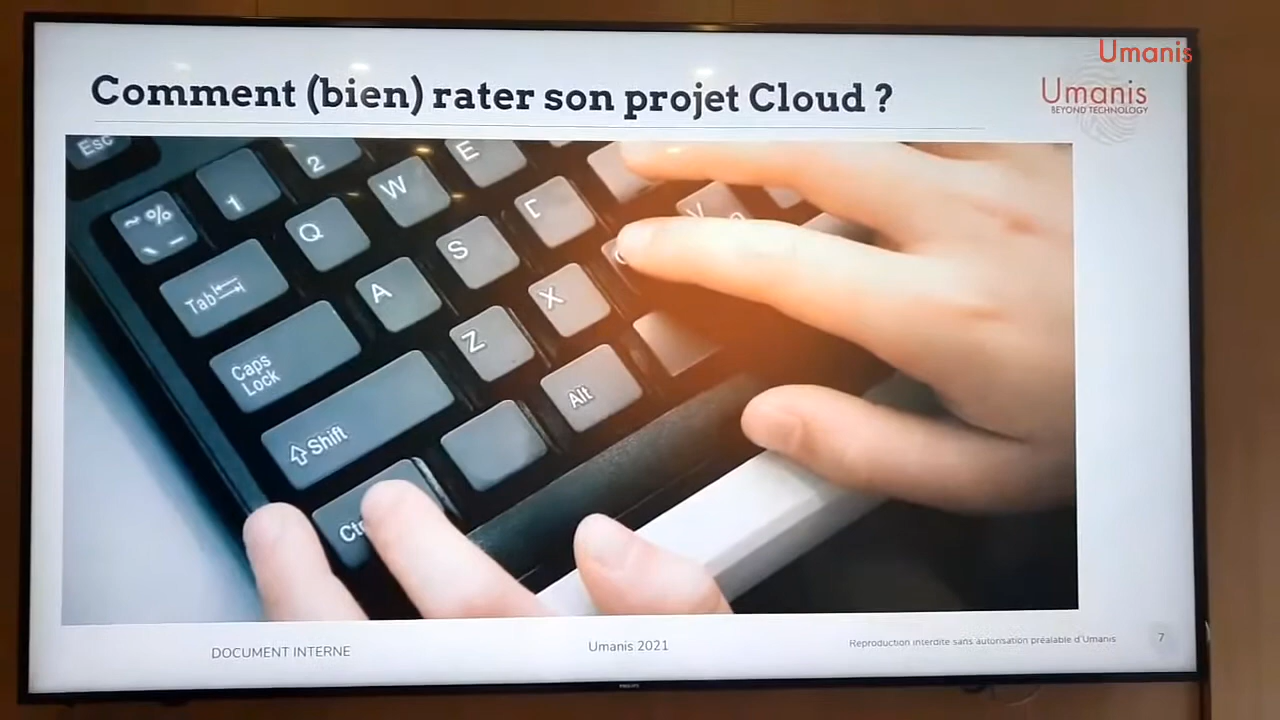 Umanis
Comment (bien) rater son projet Cloud ?
Umanis
BEYOND TECHNOLOGY
Esc
~ %
1
2
Q
W
E
Tab
A
S
Caps
Lock
Z
X
Shift
Alt
DOCUMENT INTERNE
Umanis 2021
Reproduction interdite sans autorisation préalable d'Umanis
7
PHILIPS